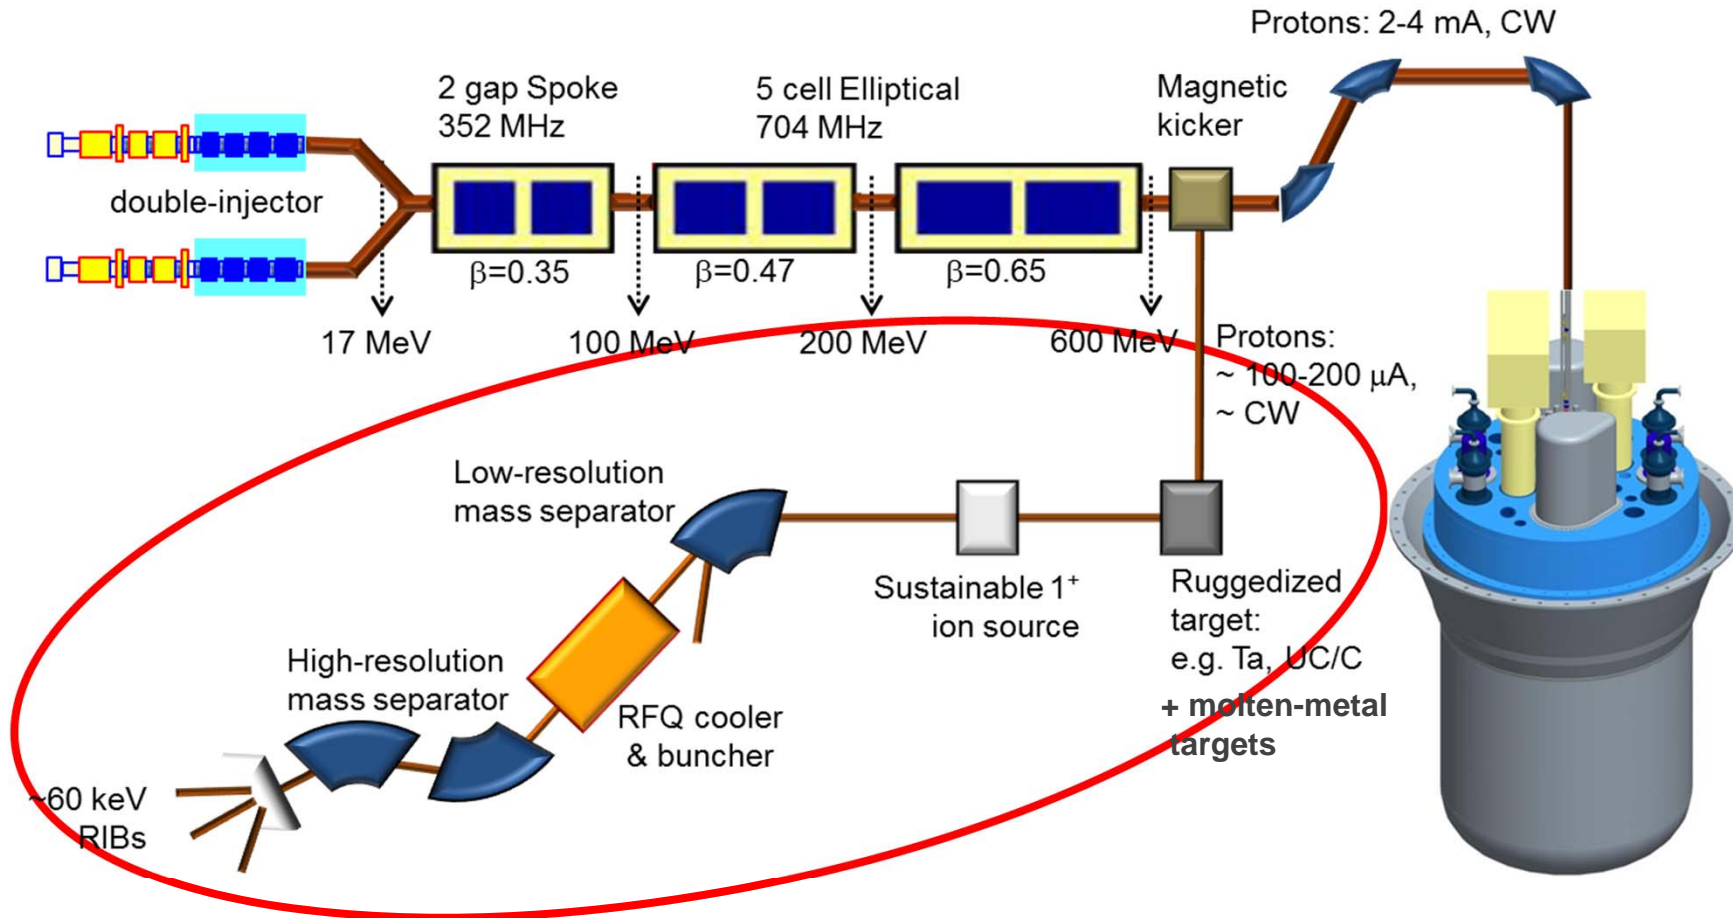 Protons: 2-4 mA, CW
2 gap Spoke
352 MHz
5 cell Elliptical
704 MHz
Magnetic
kicker
double-injector
β=0.35
β=0.47
β=0.65
17 MeV
100 MeV
200 MeV
600 MeV
Protons:
~ 100-200 μA,
~ CW
Low-resolution
mass separator
Sustainable 1⁺
ion source
Ruggedized
target:
e.g. Ta, UC/C
+ molten-metal
targets
High-resolution
mass separator
RFQ cooler
& buncher
~60 keV
RIBs